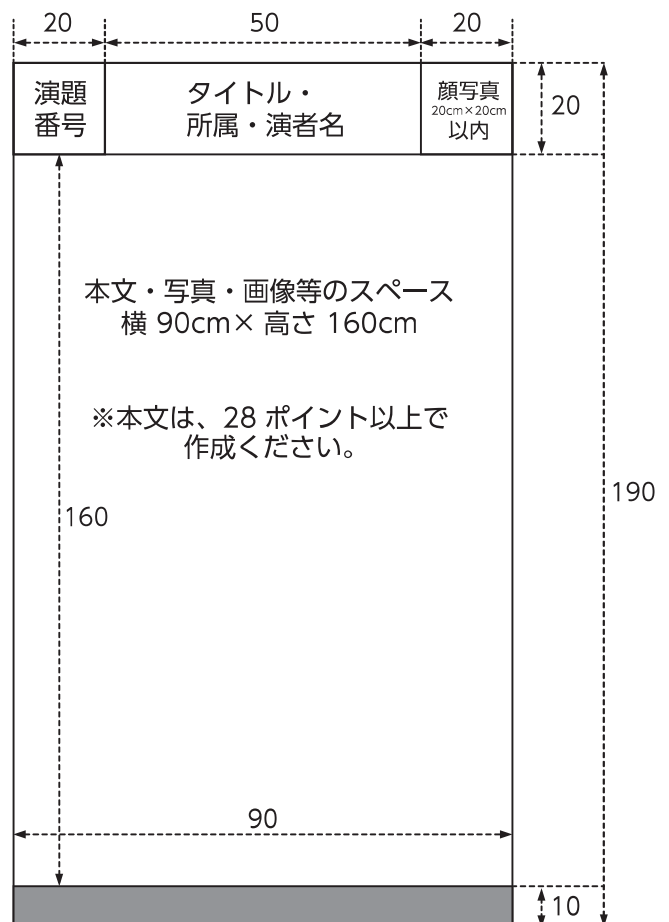 20
50
20
演題
番号
タイトル・
所属・演者名
顔写真
20cm×20cm
以内
20
本文・写真・画像等のスペース
横 90cm× 高さ 160cm
※本文は、28 ポイント以上で
作成ください。
160
190
90
10